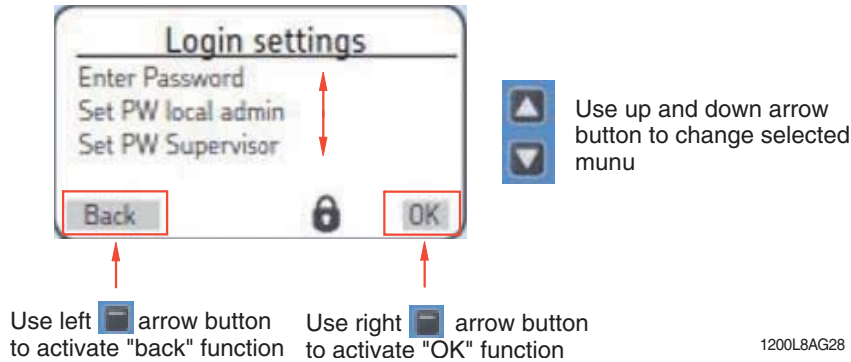 Login settings
Enter Password
Set PW local admin
Set PW Supervisor
Back
OK
Use up and down arrow
button to change selected
munu
Use left arrow button
to activate "back" function
Use right arrow button
to activate "OK" function
1200L8AG28